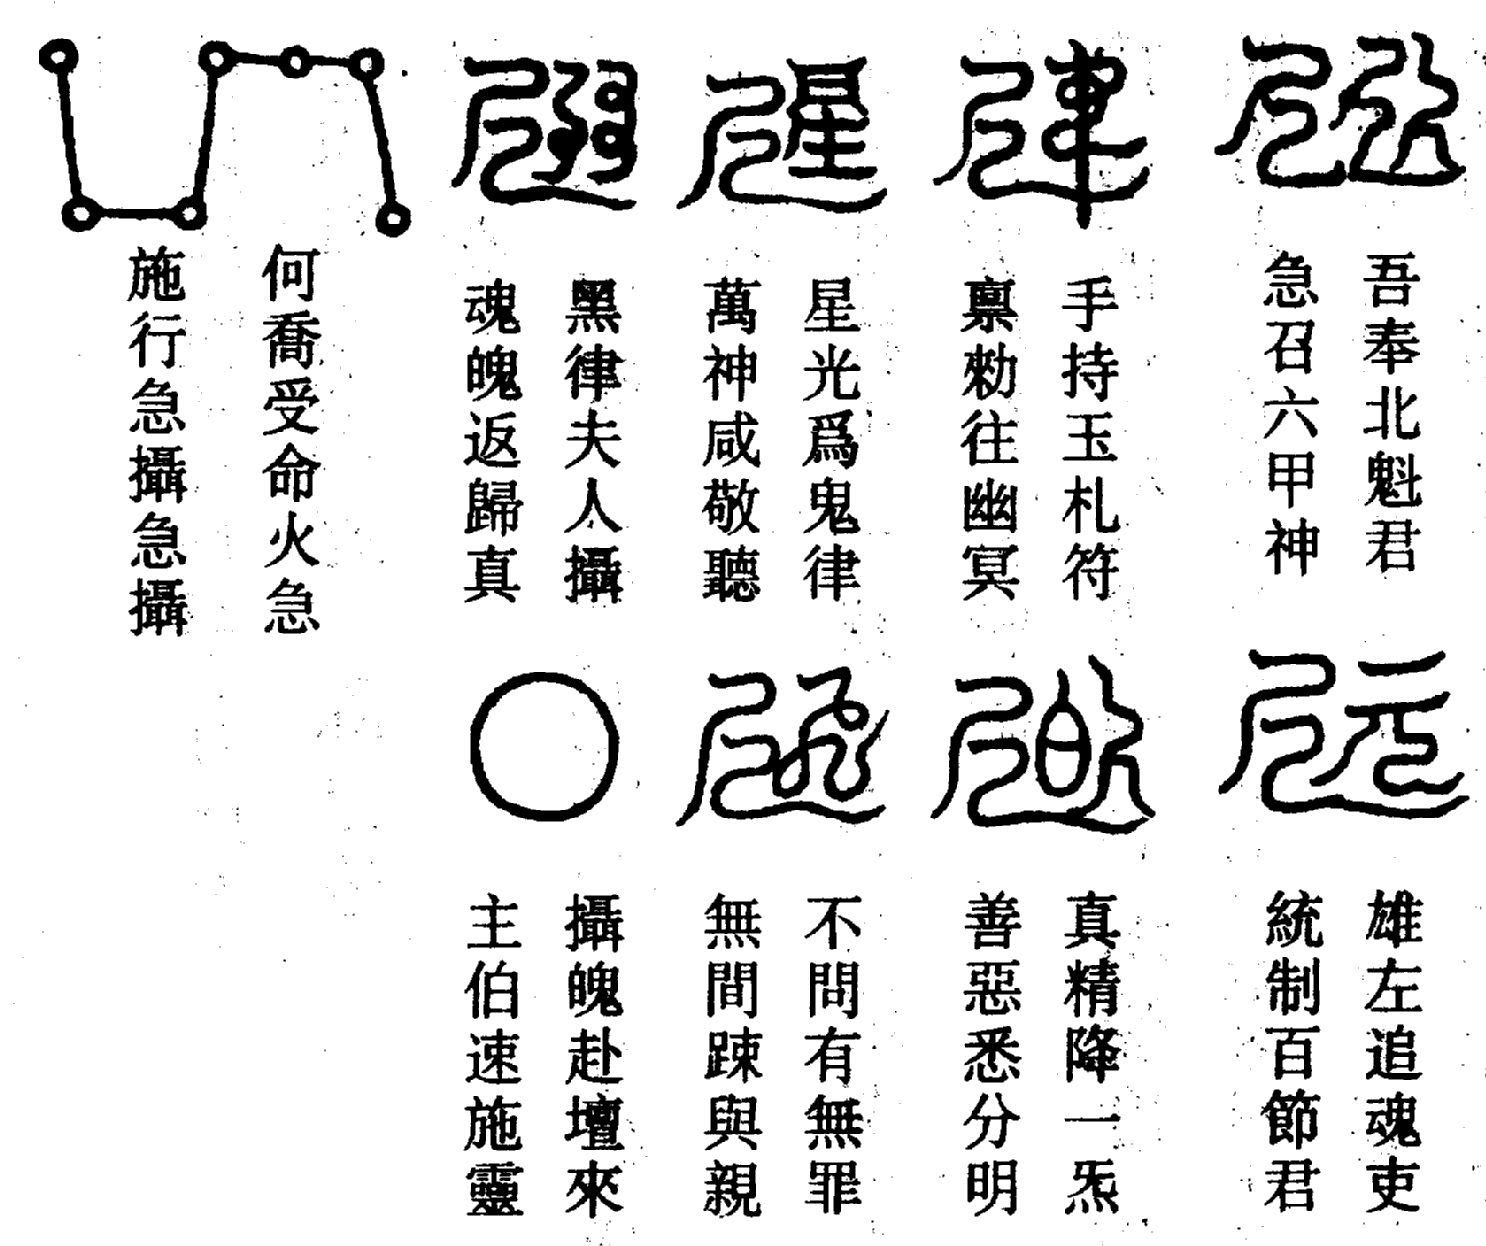 吾奉北魁君
急召六甲神
雄左追魂吏
統制百節君
手持玉札符
禀勑往幽冥
真精降一炁
善惡悉分明
星光爲鬼律
萬神咸敬聽
不問有無罪
無間踈與親
黑律夫人攝
魂魄返歸真
攝魄赴壇來
主伯速施靈
何喬受命火急
施行急攝急攝